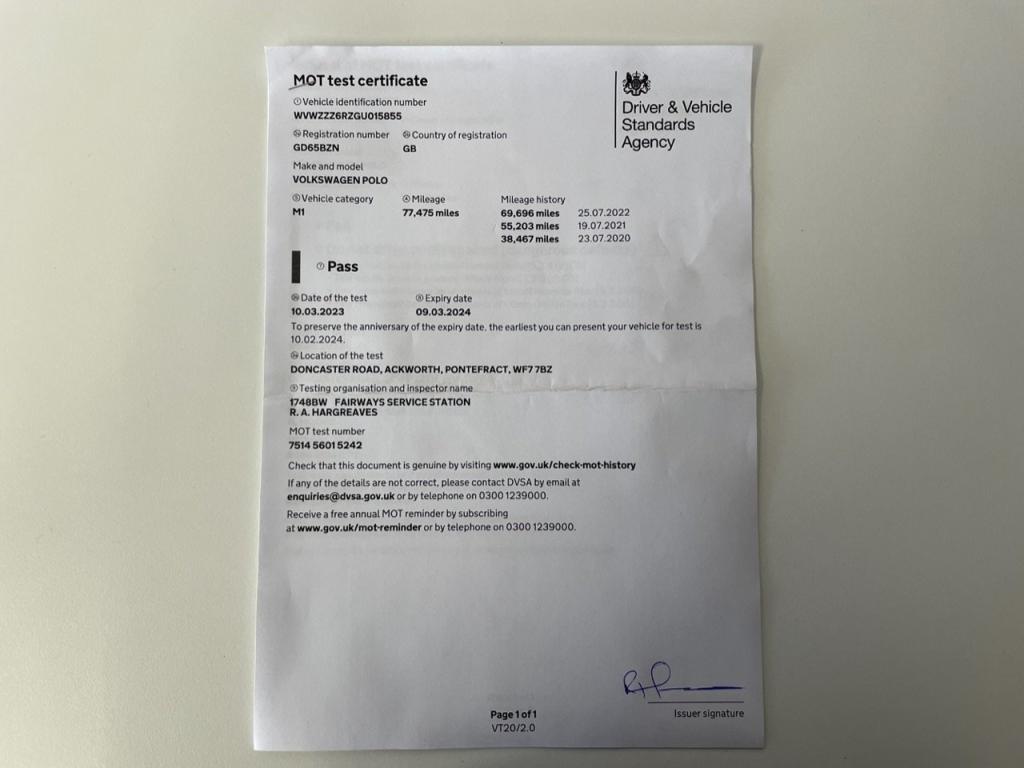 MOT test certificate
Driver & Vehicle
Standards
Agency
Vehicle identification number
WVWZZZ6RZGU015855
Registration number Country of registration
GD65BZN GB
Make and model
VOLKSWAGEN POLO
Vehicle category Mileage Mileage history
M1 77,475 miles 69,696 miles 25.07.2022
55,203 miles 19.07.2021
38,467 miles 23.07.2020
Pass
Date of the test Expiry date
10.03.2023 09.03.2024
To preserve the anniversary of the expiry date, the earliest you can present your vehicle for test is
10.02.2024.
Location of the test
DONCASTER ROAD, ACKWORTH, PONTEFRACT, WF7 7BZ
Testing organisation and inspector name
1748BW FAIRWAYS SERVICE STATION
R. A. HARGREAVES
MOT test number
7514 5601 5242
Check that this document is genuine by visiting www.gov.uk/check-mot-history
If any of the details are not correct, please contact DVSA by email at
enquiries@dvsa.gov.uk or by telephone on 0300 1239000.
Receive a free annual MOT reminder by subscribing
at www.gov.uk/mot-reminder or by telephone on 0300 1239000.
Issuer signature
Page 1 of 1
VT20/2.0